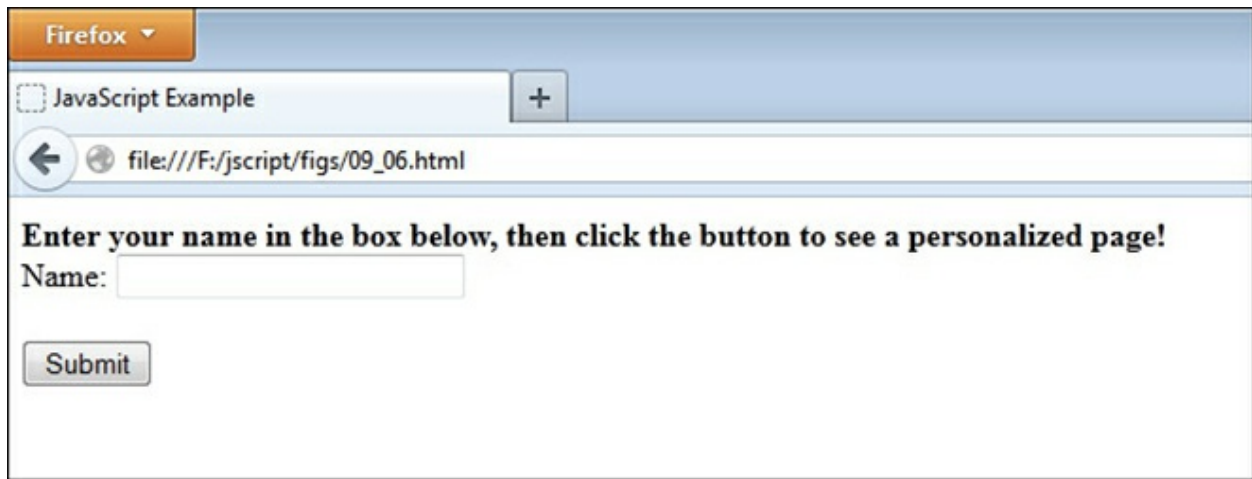 Firefox
JavaScript Example
file:///F:/jscript/figs/09_06.html
Enter your name in the box below, then click the button to see a personalized page!
Name:
Submit